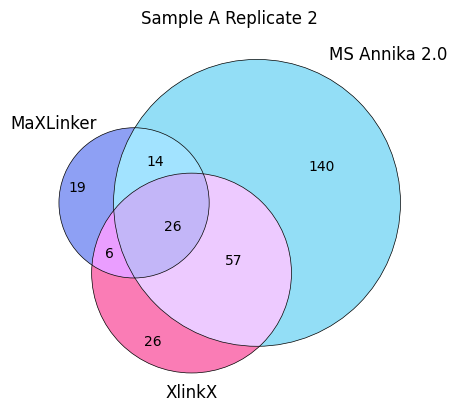 Sample A Replicate 2
MS Annika 2.0
MaXLinker
14
140
19
26
6
57
26
XlinkX